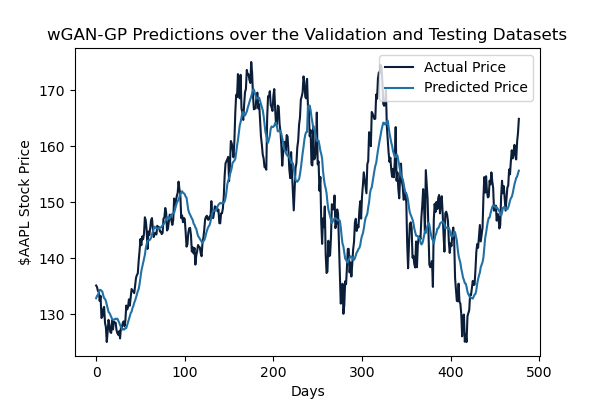 wGAN-GP Predictions over the Validation and Testing Datasets
Actual Price
Predicted Price
$AAPL Stock Price
170
160
150
140
130
0 100 200 300 400 500
Days